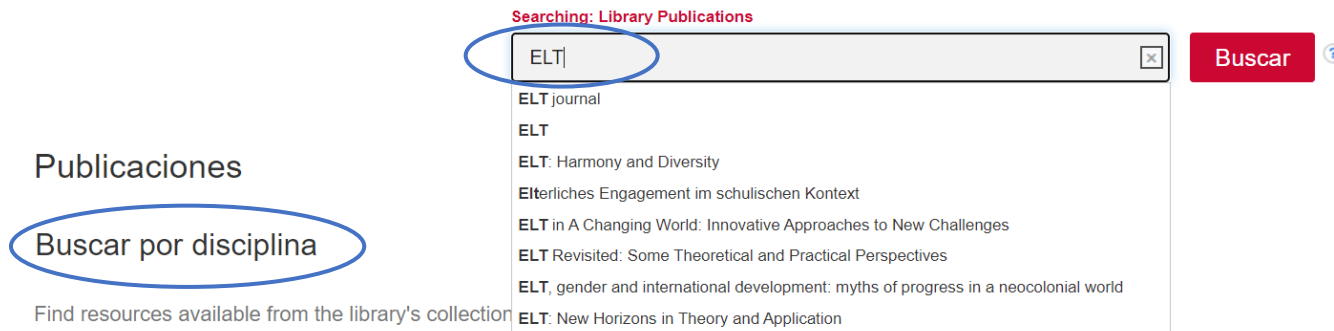 Searching: Library Publications
ELT
Buscar
?
ELT journal
ELT
ELT: Harmony and Diversity
Elterliches Engagement im schulischen Kontext
ELT in A Changing World: Innovative Approaches to New Challenges
ELT Revisited: Some Theoretical and Practical Perspectives
ELT, gender and international development: myths of progress in a neocolonial world
ELT: New Horizons in Theory and Application
Publicaciones
Buscar por disciplina
Find resources available from the library's collection